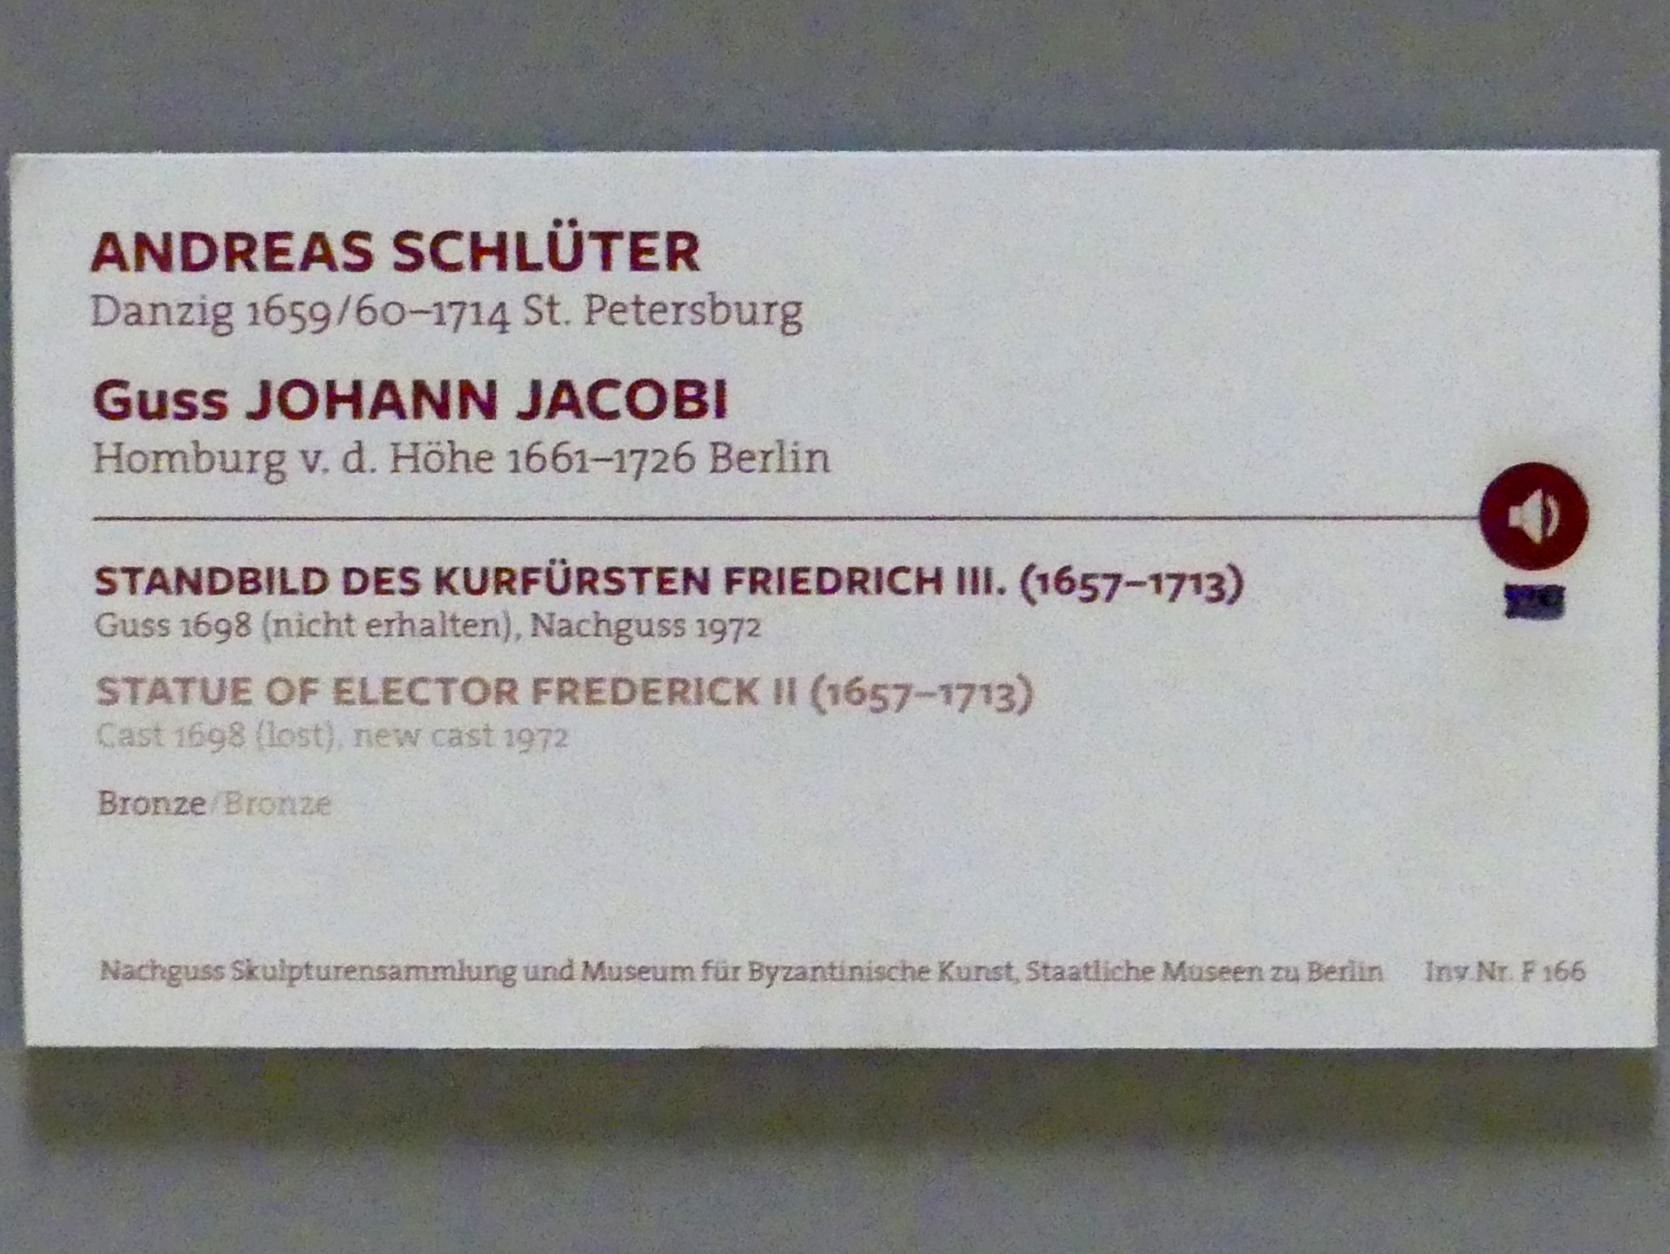 ANDREAS SCHLÜTER
Danzig 1659/60–1714 St. Petersburg
Guss JOHANN JACOBI
Homburg v. d. Höhe 1661–1726 Berlin
STANDBILD DES KURFÜRSTEN FRIEDRICH III. (1657–1713)
Guss 1698 (nicht erhalten), Nachguss 1972
STATUE OF ELECTOR FREDERICK II (1657–1713)
Cast 1698 (lost), new cast 1972
Bronze/Bronze
Nachguss Skulpturensammlung und Museum für Byzantinische Kunst, Staatliche Museen zu Berlin Inv.Nr. F 166